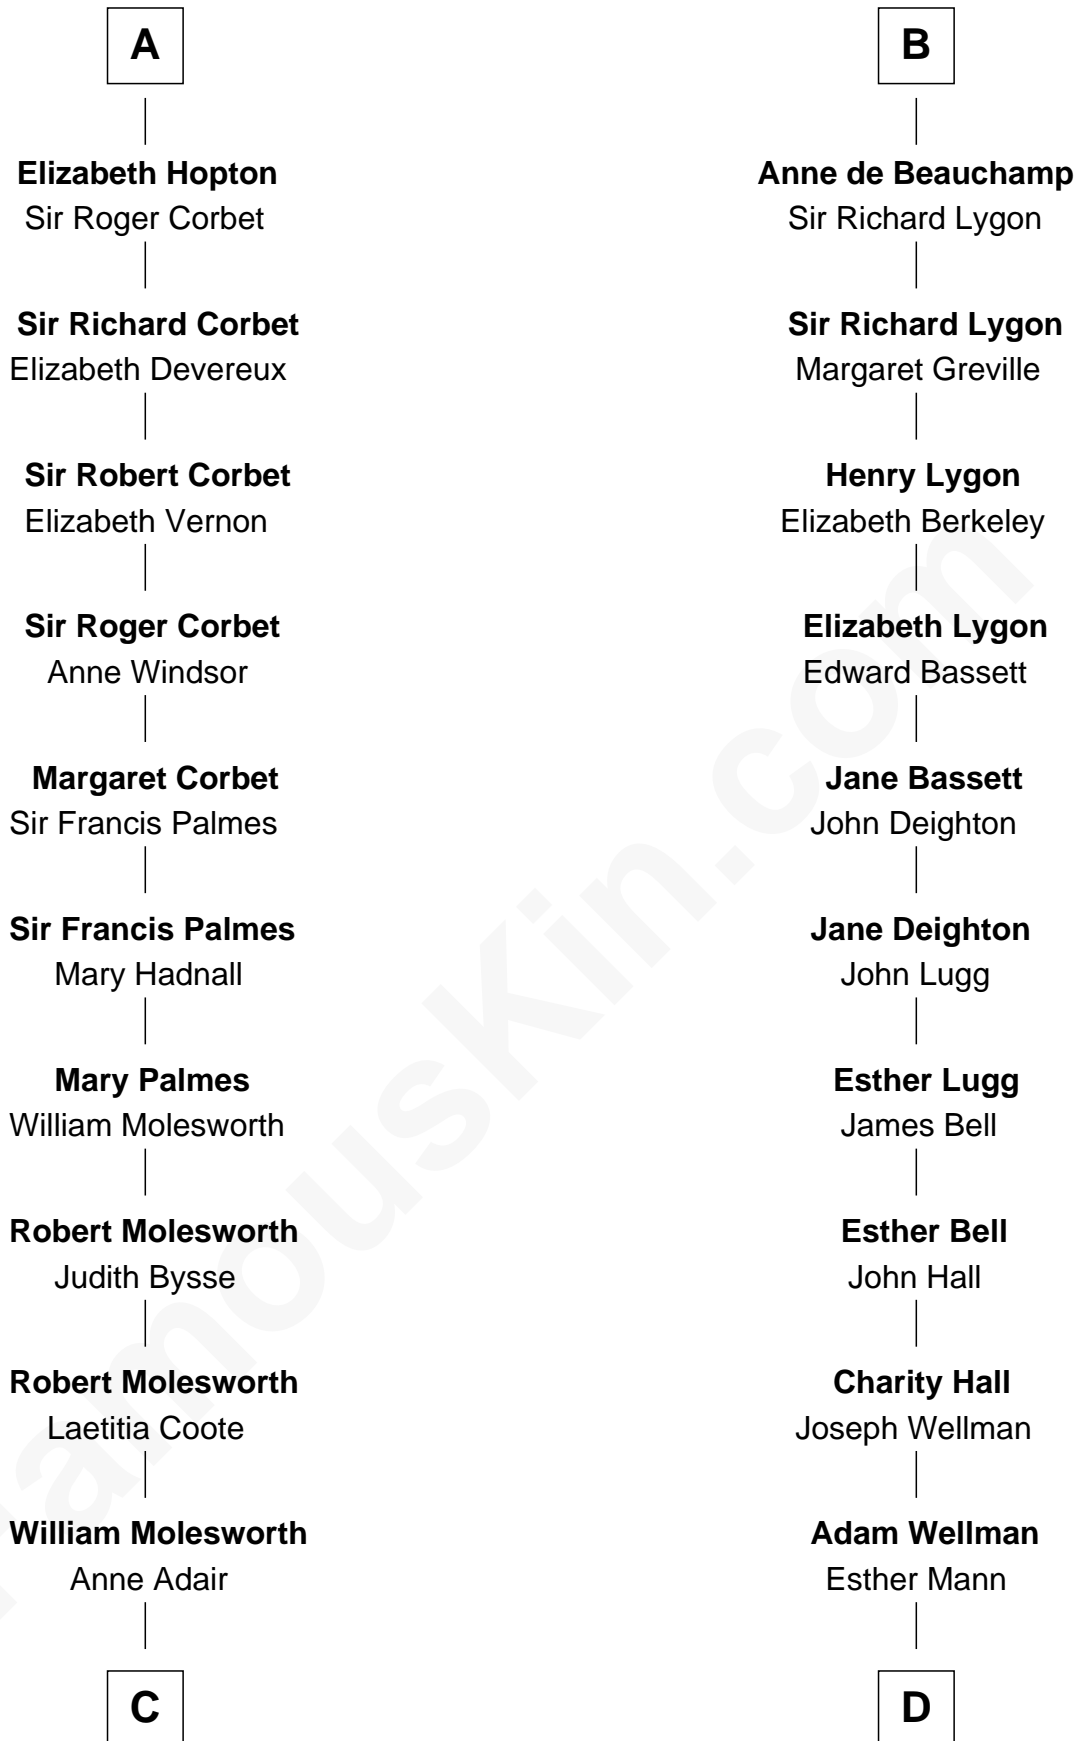 A
Elizabeth Hopton
Sir Roger Corbet
Sir Richard Corbet
Elizabeth Devereux
Sir Robert Corbet
Elizabeth Vernon
Sir Roger Corbet
Anne Windsor
Margaret Corbet
Sir Francis Palmes
Sir Francis Palmes
Mary Hadnall
Mary Palmes
William Molesworth
Robert Molesworth
Judith Bysse
Robert Molesworth
Laetitia Coote
William Molesworth
Anne Adair
C
B
Anne de Beauchamp
Sir Richard Lygon
Sir Richard Lygon
Margaret Greville
Henry Lygon
Elizabeth Berkeley
Elizabeth Lygon
Edward Bassett
Jane Bassett
John Deighton
Jane Deighton
John Lugg
Esther Lugg
James Bell
Esther Bell
John Hall
Charity Hall
Joseph Wellman
Adam Wellman
Esther Mann
D
FamousKin.com